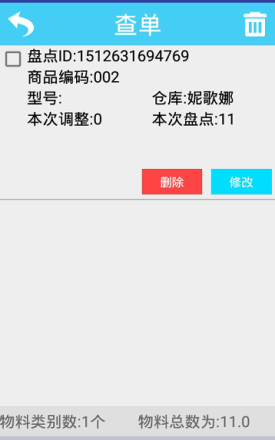 查单
盘点ID:1512631694769
商品编码:002
型号: 仓库:妮歌娜
本次调整:0 本次盘点:11
删除 修改
物料类别数:1个 物料总数为:11.0